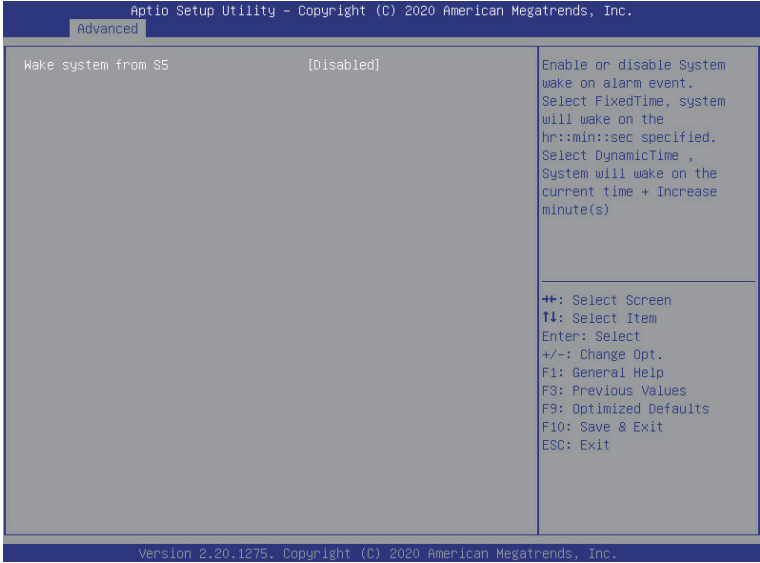 Aptio Setup Utility – Copyright (C) 2020 American Megatrends, Inc.
Advanced
Wake system from S5 [Disabled]
Enable or disable System
wake on alarm event.
Select FixedTime, system
will wake on the
hr::min::sec specified.
Select DynamicTime ,
System will wake on the
current time + Increase
minute(s)
→←: Select Screen
↑↓: Select Item
Enter: Select
+/-: Change Opt.
F1: General Help
F3: Previous Values
F9: Optimized Defaults
F10: Save & Exit
ESC: Exit
Version 2.20.1275. Copyright (C) 2020 American Megatrends, Inc.